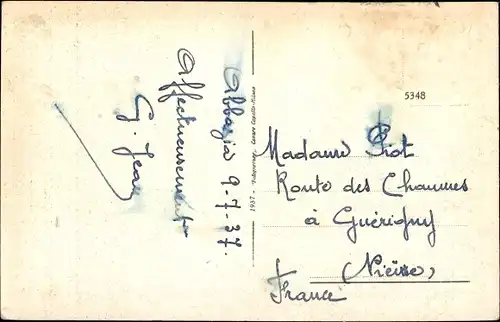 Abbazia 9-7-37.
Affectueusement
G. Jean
5348
Madame Piot
Route des Chaumes
à Guérigny
(Nièvre)
France